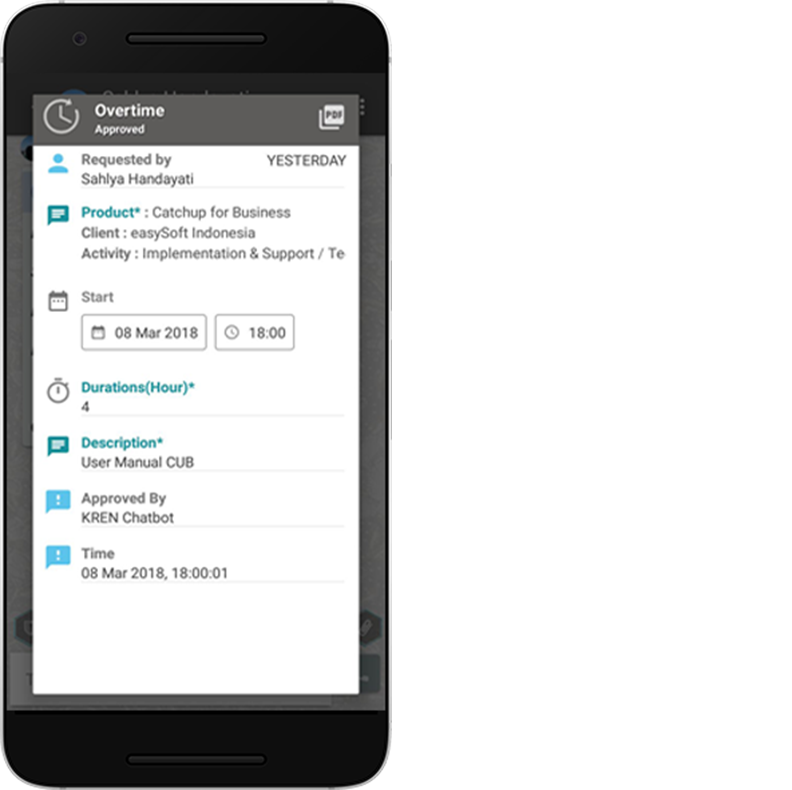 Overtime
Approved
PDF
Requested by YESTERDAY
Sahlya Handayati
Product* : Catchup for Business
Client : easySoft Indonesia
Activity : Implementation & Support / Te
Start
08 Mar 2018 18:00
Durations(Hour)*
4
Description*
User Manual CUB
Approved By
KREN Chatbot
Time
08 Mar 2018, 18:00:01